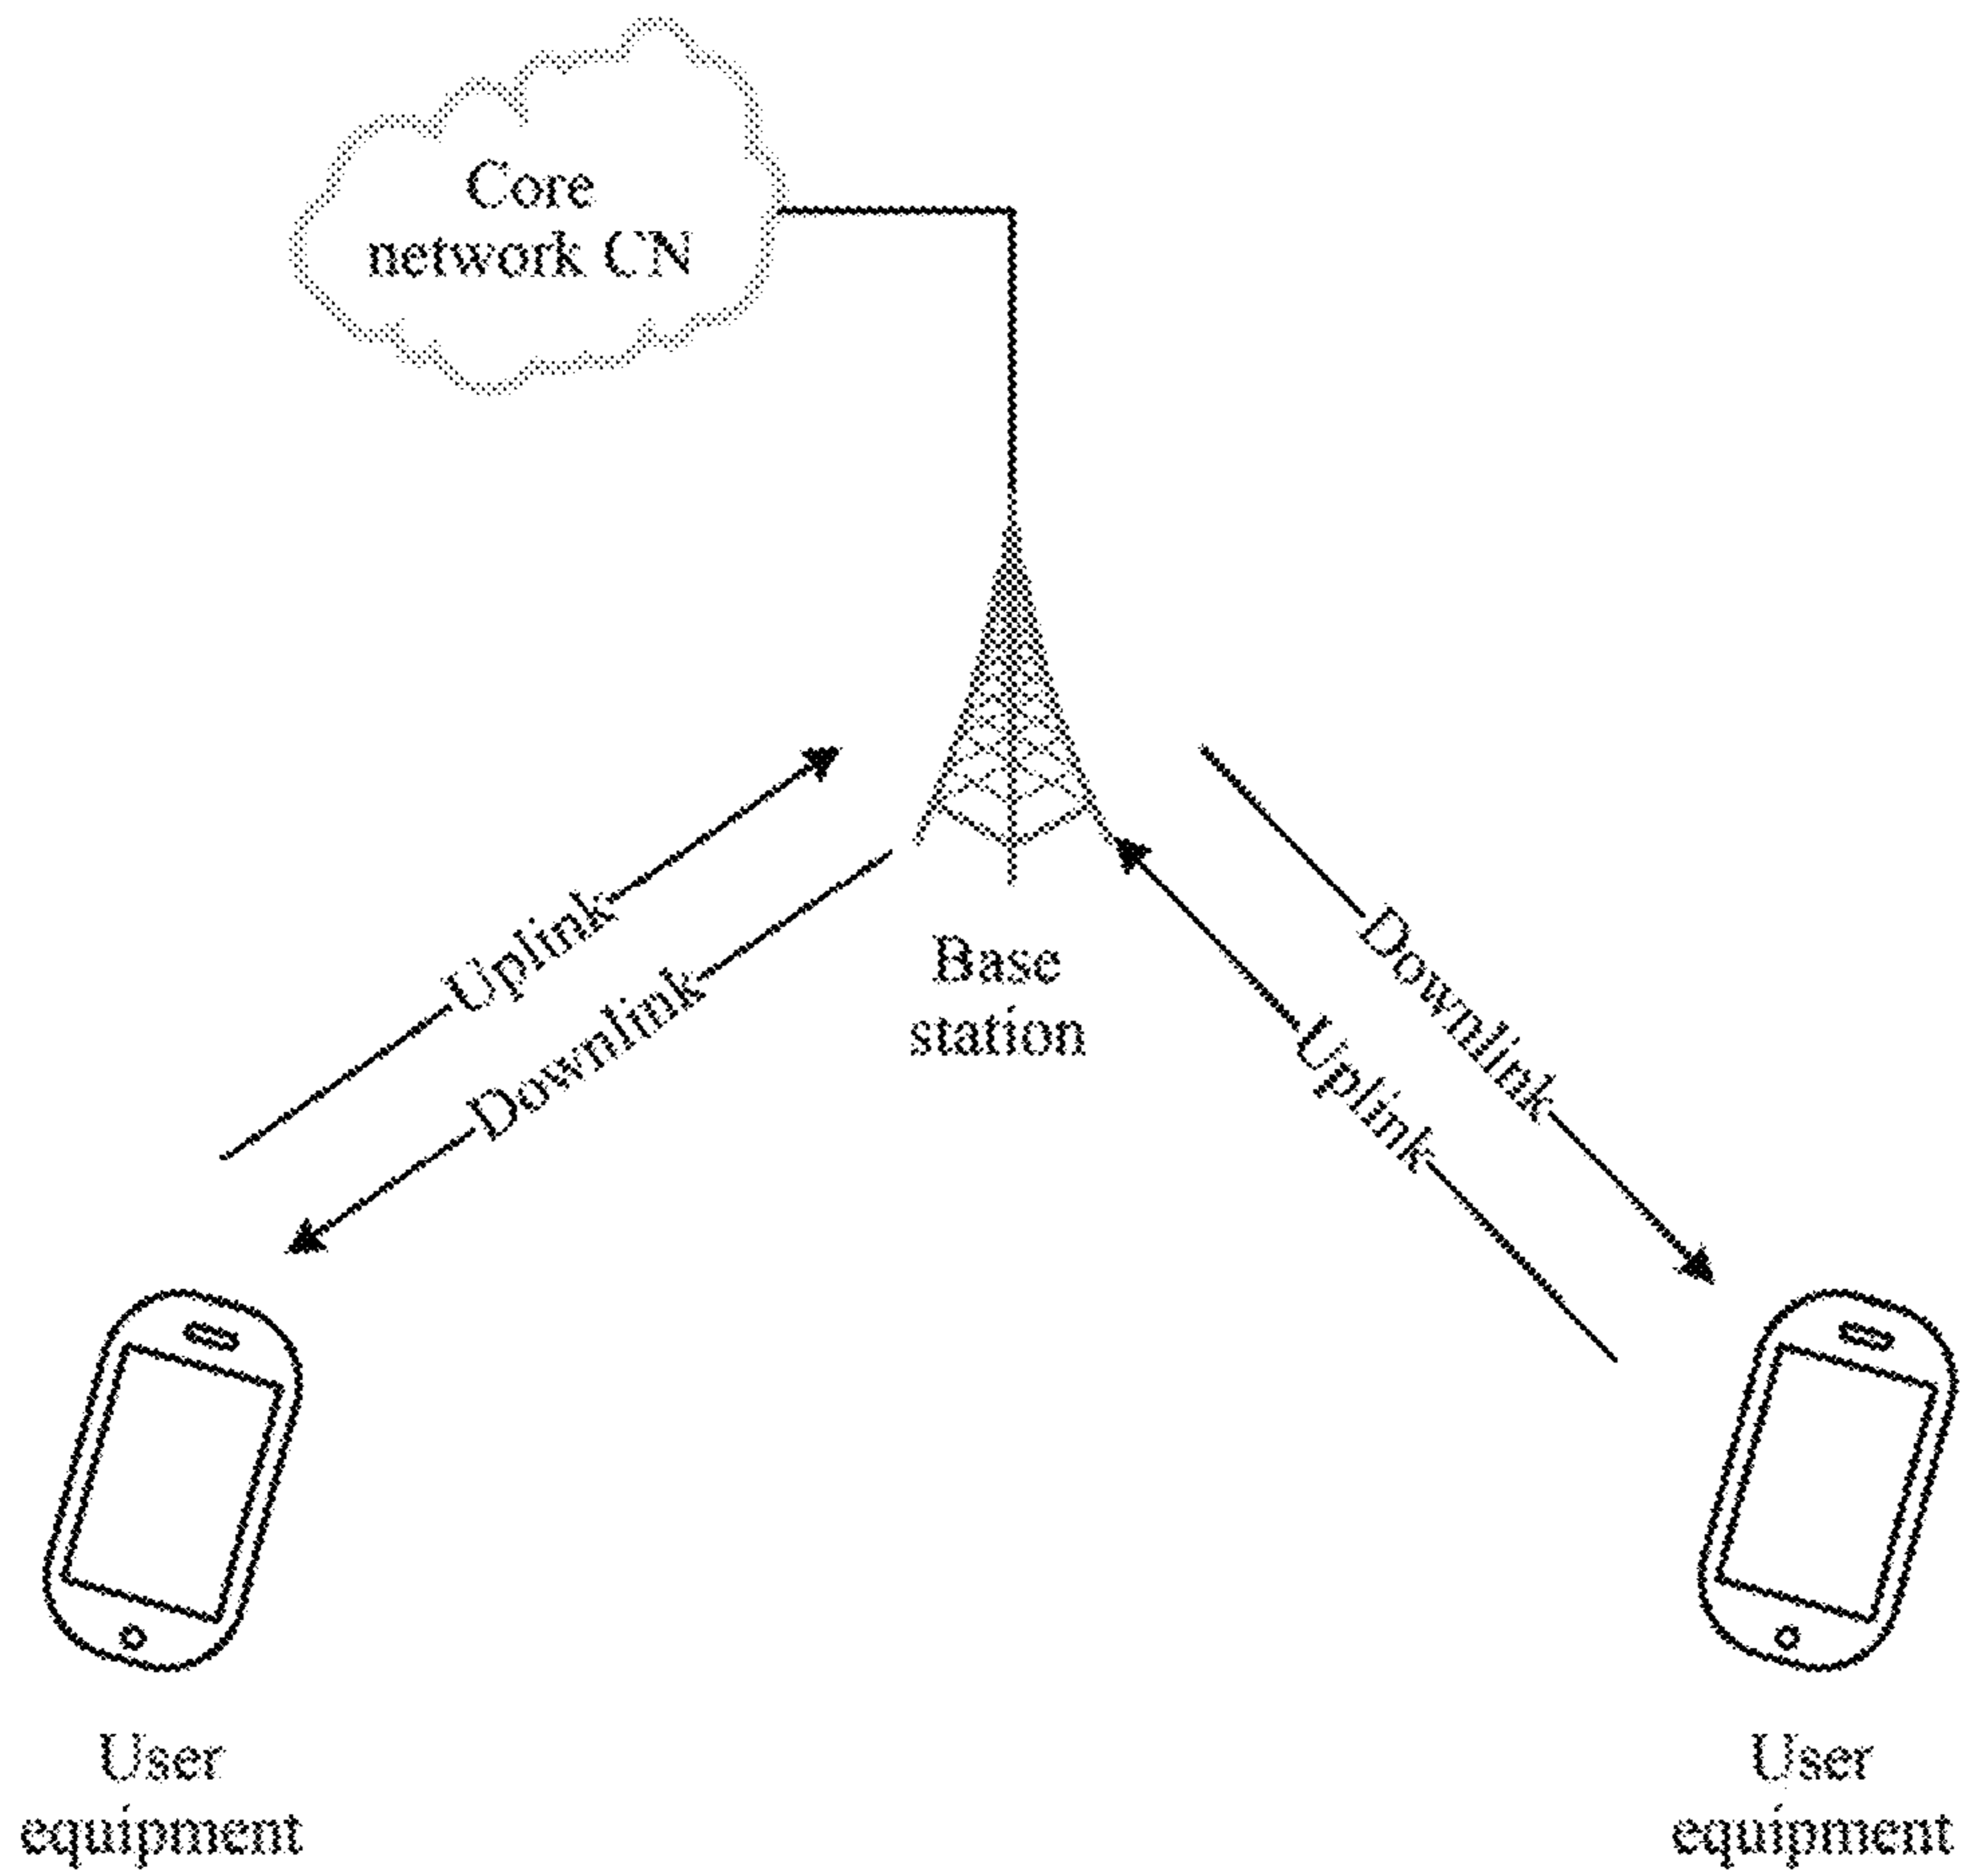 Core
network CN
Uplink
Downlink
Base
station
Downlink
Uplink
User
equipment
User
equipment